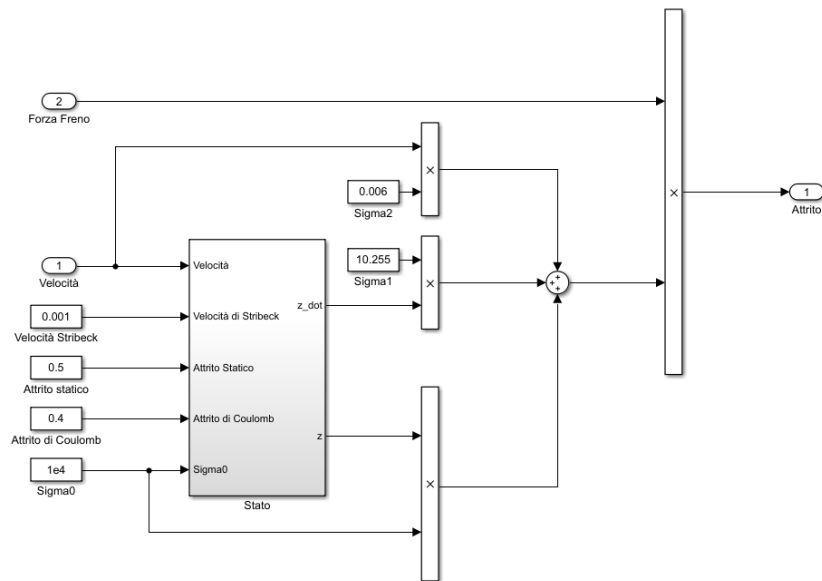 2
Forza Freno
×
0.006
Sigma2
×
1
Attrito
1
Velocità
Velocità
10.255
Sigma1
×
+
+
+
0.001
Velocità Stribeck
Velocità di Stribeck
z_dot
0.5
Attrito statico
Attrito Statico
0.4
Attrito di Coulomb
Attrito di Coulomb
z
1e4
Sigma0
Sigma0
×
Stato